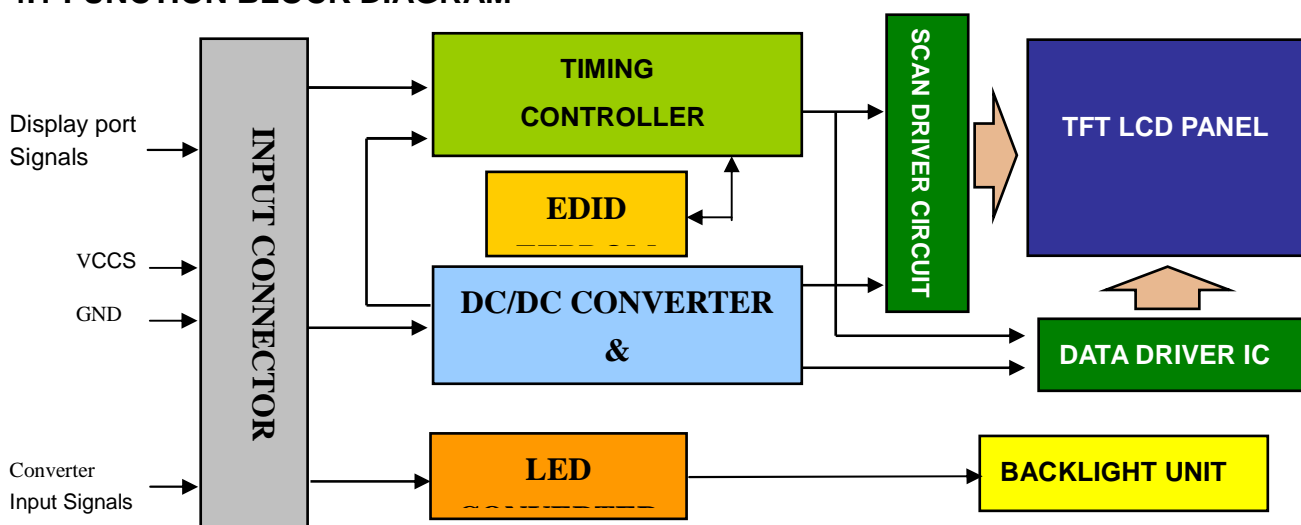 TIMING
CONTROLLER
SCAN DRIVER CIRCUIT
TFT LCD PANEL
Display port
Signals
INPUT CONNECTOR
EDID
VCCS
GND
DC/DC CONVERTER
&
DATA DRIVER IC
Converter
Input Signals
LED
BACKLIGHT UNIT